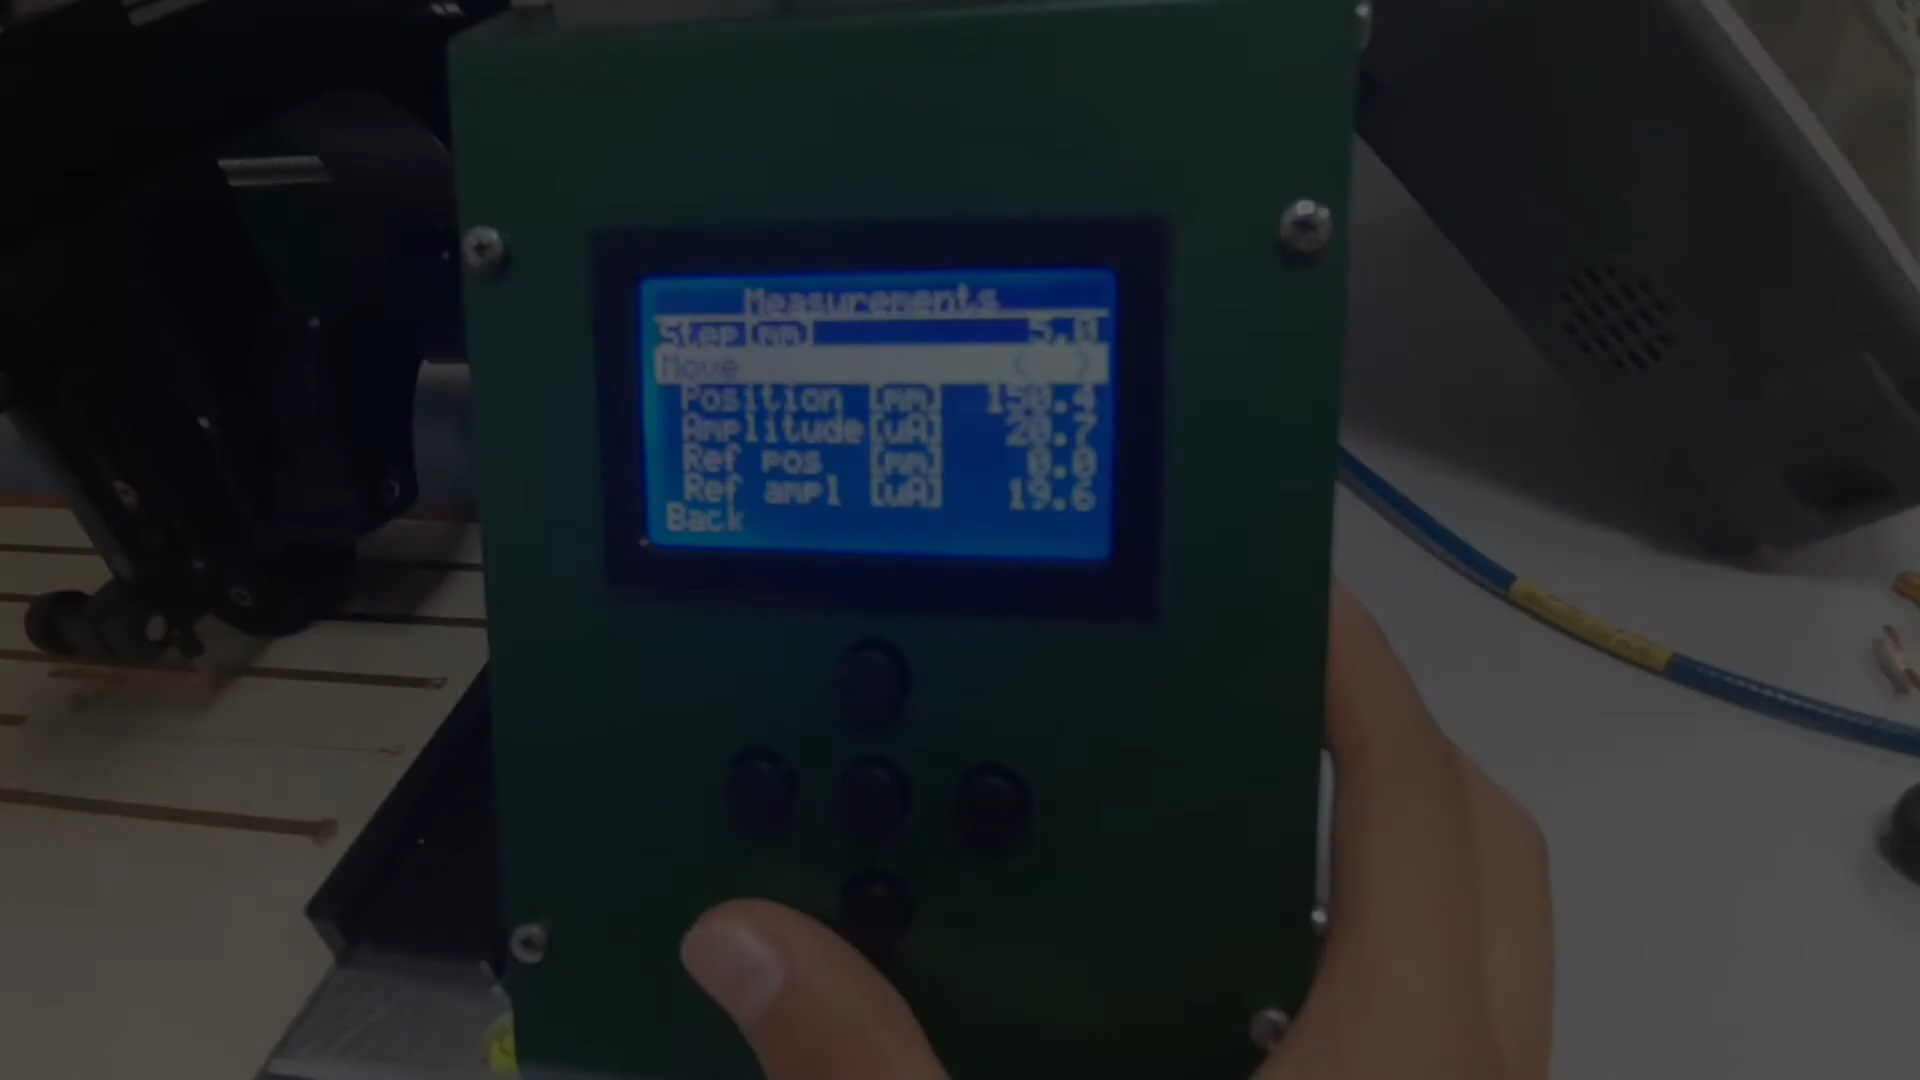 Measurements
Step [mm] 5.0
Move < >
Position [mm] 150.4
Amplitude[uA] 20.7
Ref pos [mm] 0.0
Ref ampl [uA] 19.6
Back